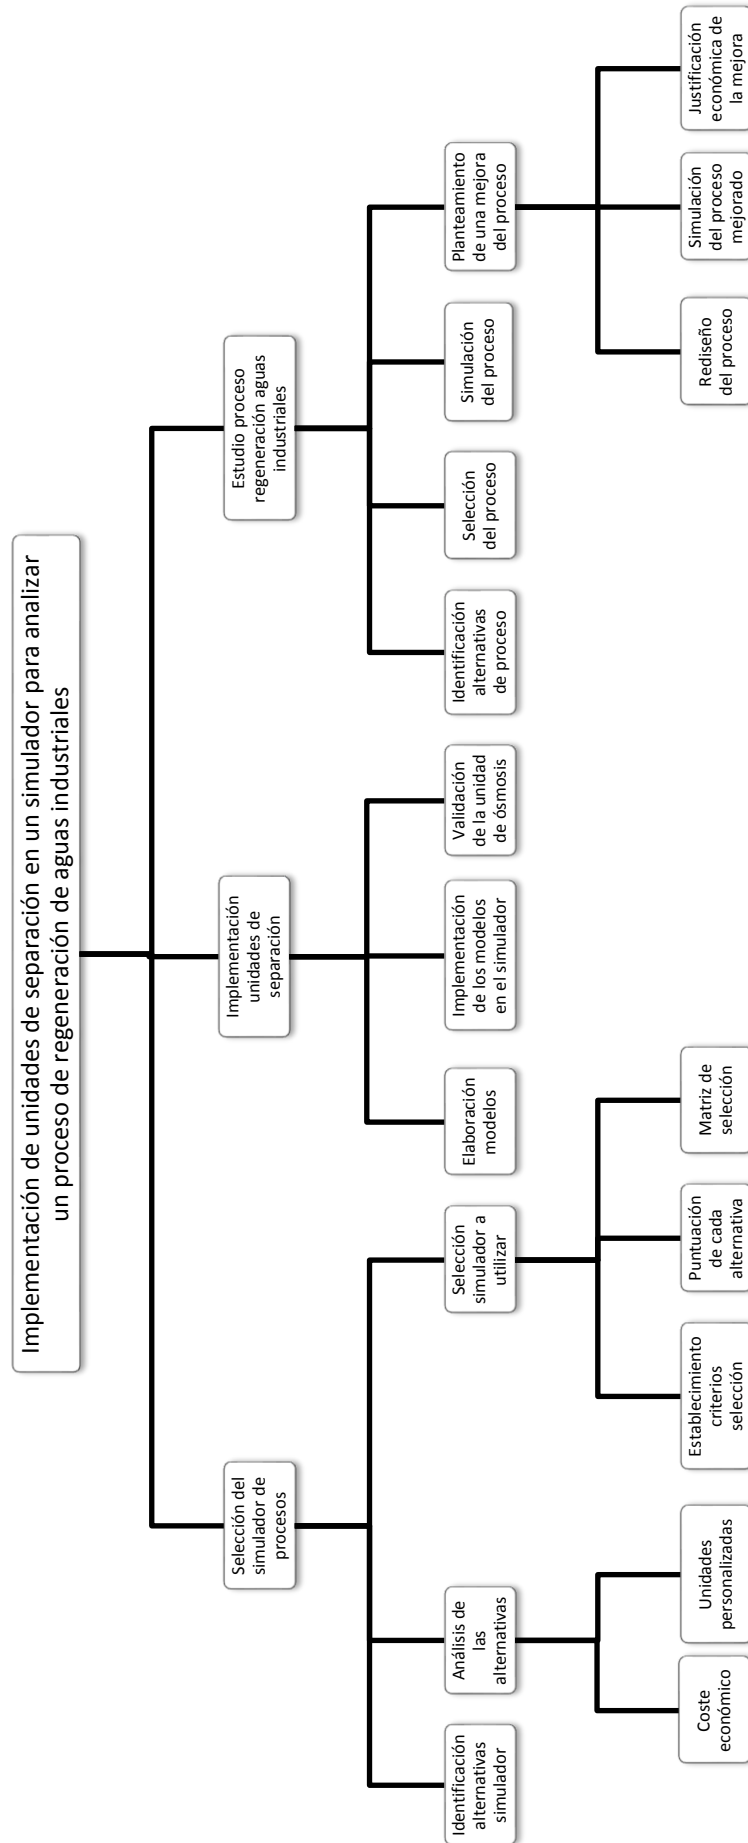 Implementación de unidades de separación en un simulador para analizar
un proceso de regeneración de aguas industriales
Selección del
simulador de
procesos
Implementación
unidades de
separación
Estudio proceso
regeneración aguas
industriales
Identificación
alternativas
simulador
Análisis de
las
alternativas
Selección
simulador a
utilizar
Elaboración
modelos
Implementación
de los modelos
en el simulador
Validación
de la unidad
de ósmosis
Identificación
alternativas
de proceso
Selección
del proceso
Simulación
del proceso
Planteamiento
de una mejora
del proceso
Coste
económico
Unidades
personalizadas
Establecimiento
criterios
selección
Puntuación
de cada
alternativa
Matriz de
selección
Rediseño
del proceso
Simulación
del proceso
mejorado
Justificación
económica de
la mejora